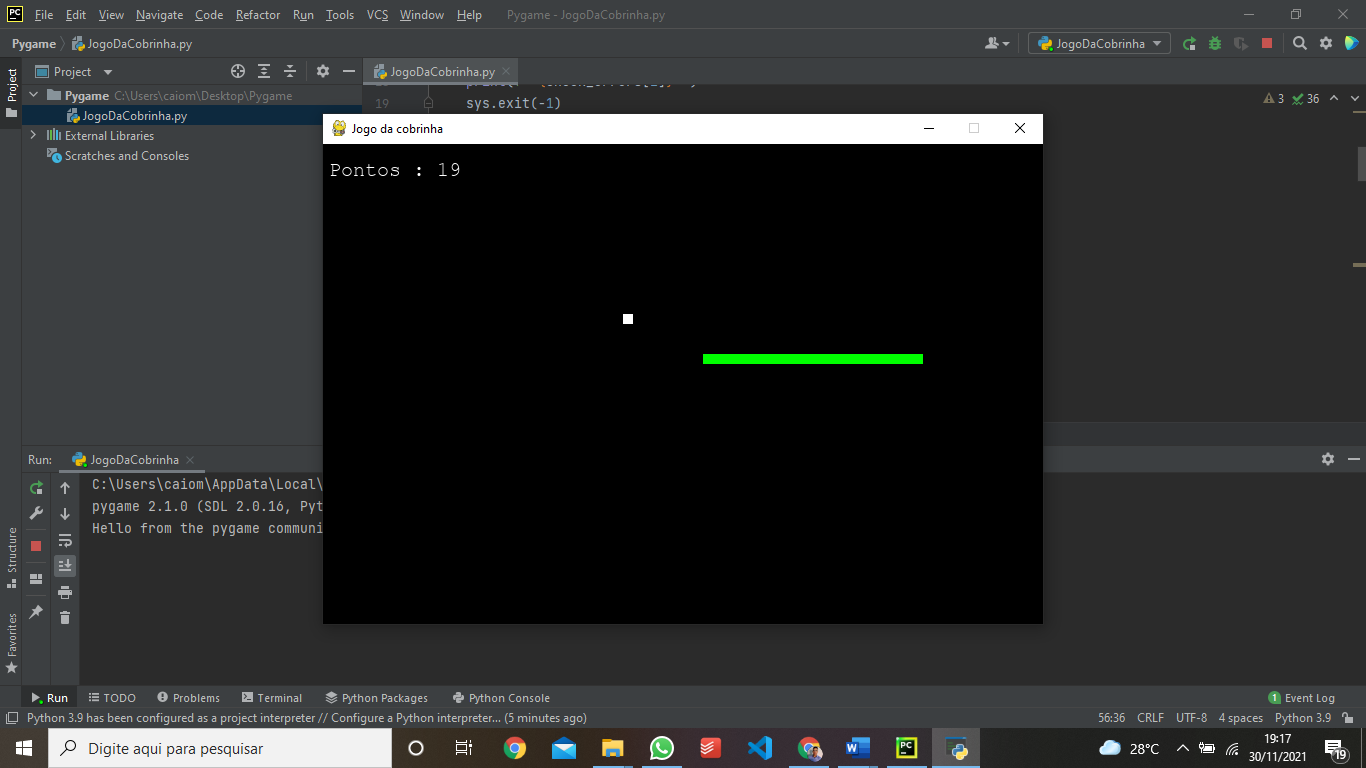 File Edit View Navigate Code Refactor Run Tools VCS Window Help Pygame - JogoDaCobrinha.py
Pygame JogoDaCobrinha.py JogoDaCobrinha
Project Project JogoDaCobrinha.py
Pygame C:\Users\caiom\Desktop\Pygame
19 sys.exit(-1) 3 36
JogoDaCobrinha.py
Jogo da cobrinha
External Libraries
Scratches and Consoles
Pontos : 19
Run: JogoDaCobrinha
C:\Users\caiom\AppData\Local\
pygame 2.1.0 (SDL 2.0.16, Pyt
Hello from the pygame communi
Structure
Favorites
Run TODO Problems Terminal Python Packages Python Console 1 Event Log
Python 3.9 has been configured as a project interpreter // Configure a Python interpreter... (5 minutes ago) 56:36 CRLF UTF-8 4 spaces Python 3.9
Digite aqui para pesquisar 28°C 19:17
30/11/2021 19